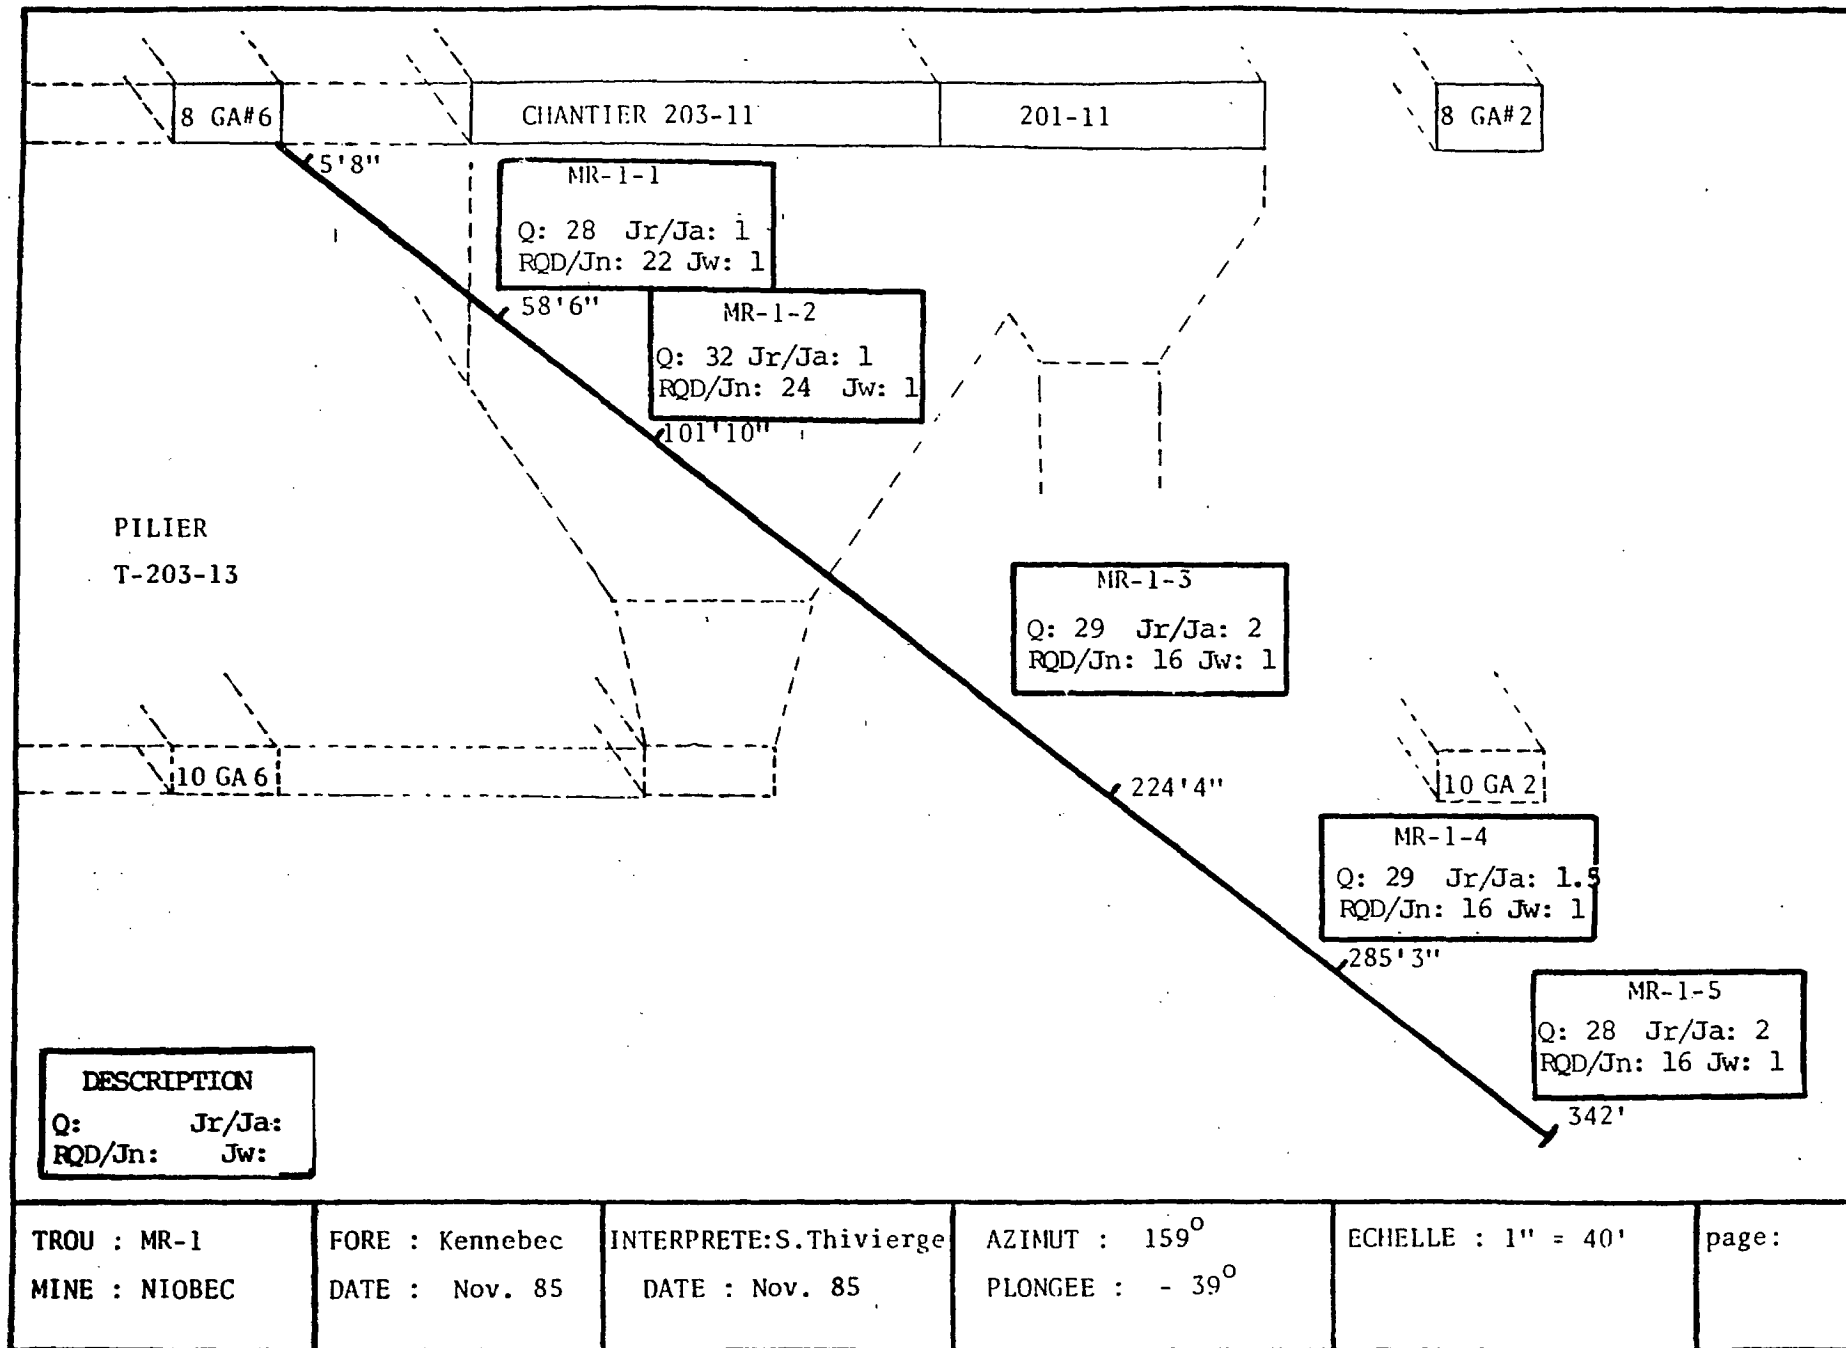 8 GA#6
CHANTIER 203-11
201-11
8 GA#2
5'8"
MR-1-1
Q: 28 Jr/Ja: 1
RQD/Jn: 22 Jw: 1
58'6"
MR-1-2
Q: 32 Jr/Ja: 1
RQD/Jn: 24 Jw: 1
101'10"
PILIER
T-203-13
MR-1-3
Q: 29 Jr/Ja: 2
RQD/Jn: 16 Jw: 1
10 GA 6
224'4"
10 GA 2
MR-1-4
Q: 29 Jr/Ja: 1.5
RQD/Jn: 16 Jw: 1
285'3"
MR-1-5
Q: 28 Jr/Ja: 2
RQD/Jn: 16 Jw: 1
342'
DESCRIPTION
Q: Jr/Ja:
RQD/Jn: Jw:
TROU : MR-1
MINE : NIOBEC
FORE : Kennebec
DATE : Nov. 85
INTERPRETE:S.Thivierge
DATE : Nov. 85
AZIMUT : 159°
PLONGEE : - 39°
ECHELLE : 1" = 40'
page: